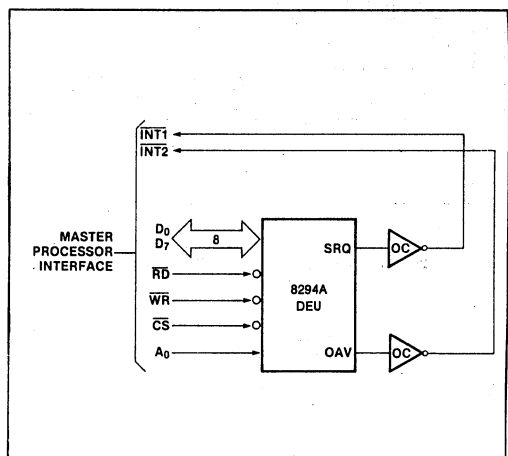 INT1
INT2
D0
D7
8
MASTER
PROCESSOR
INTERFACE
RD
WR
CS
A0
SRQ
8294A
DEU
OAV
OC
OC